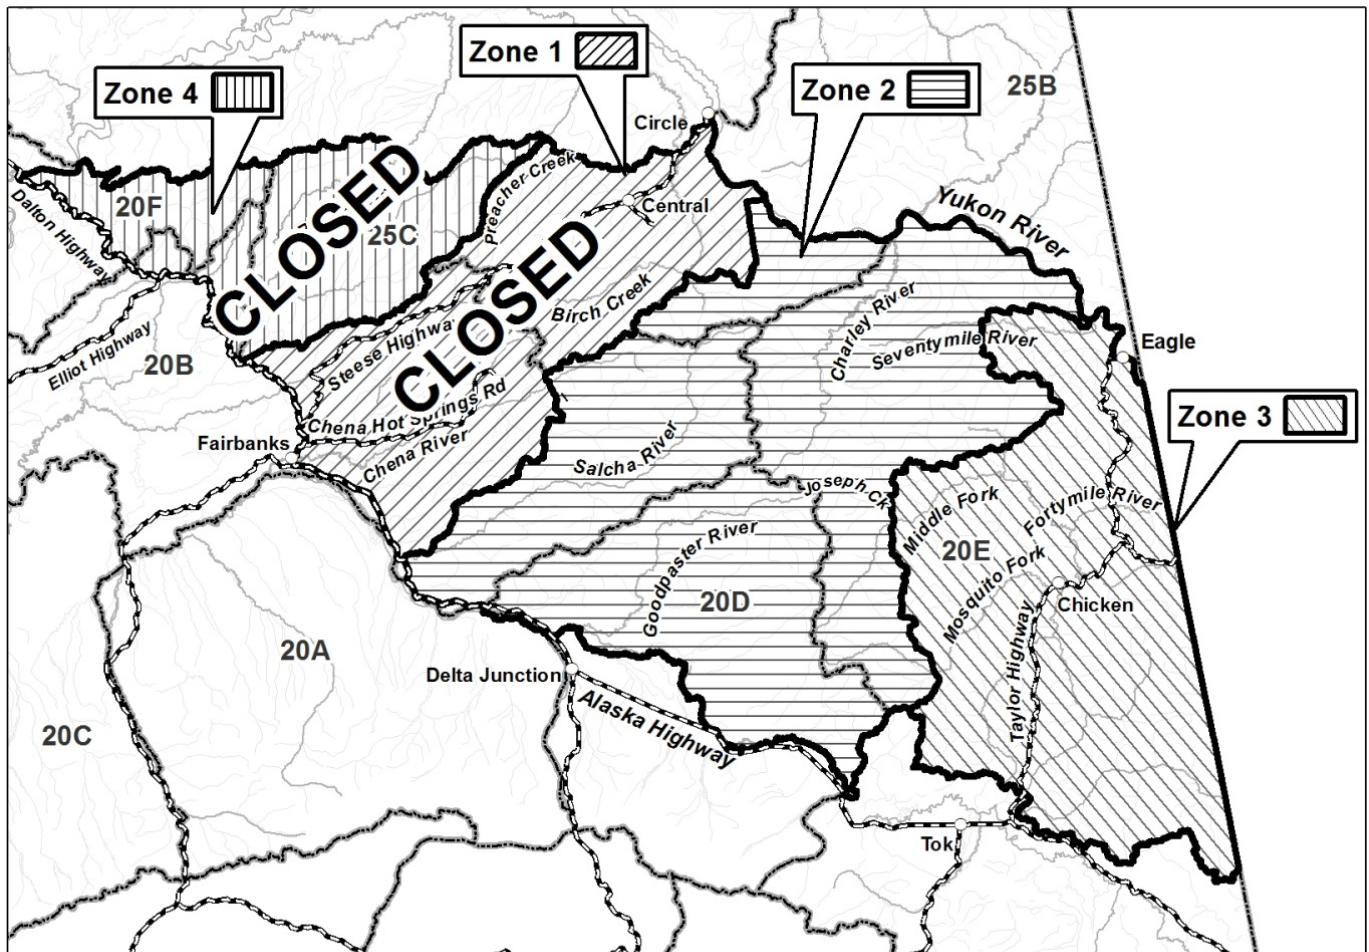 Zone 1
Zone 4
Zone 2
25B
Circle
CLOSED
20F
25C
Preacher Creek
Central
Yukon River
Dalton Highway
CLOSED
Birch Creek
Charley River
Seventymile River
Eagle
Elliot Highway
20B
Steese Highway
Zone 3
Chena Hot Springs Rd
Fairbanks
Chena River
Salcha River
Joseph Ck
Middle Fork
Fortymile River
Goodpaster River
20E
Mosquito Fork
20D
Chicken
20A
Delta Junction
Alaska Highway
Taylor Highway
20C
Tok